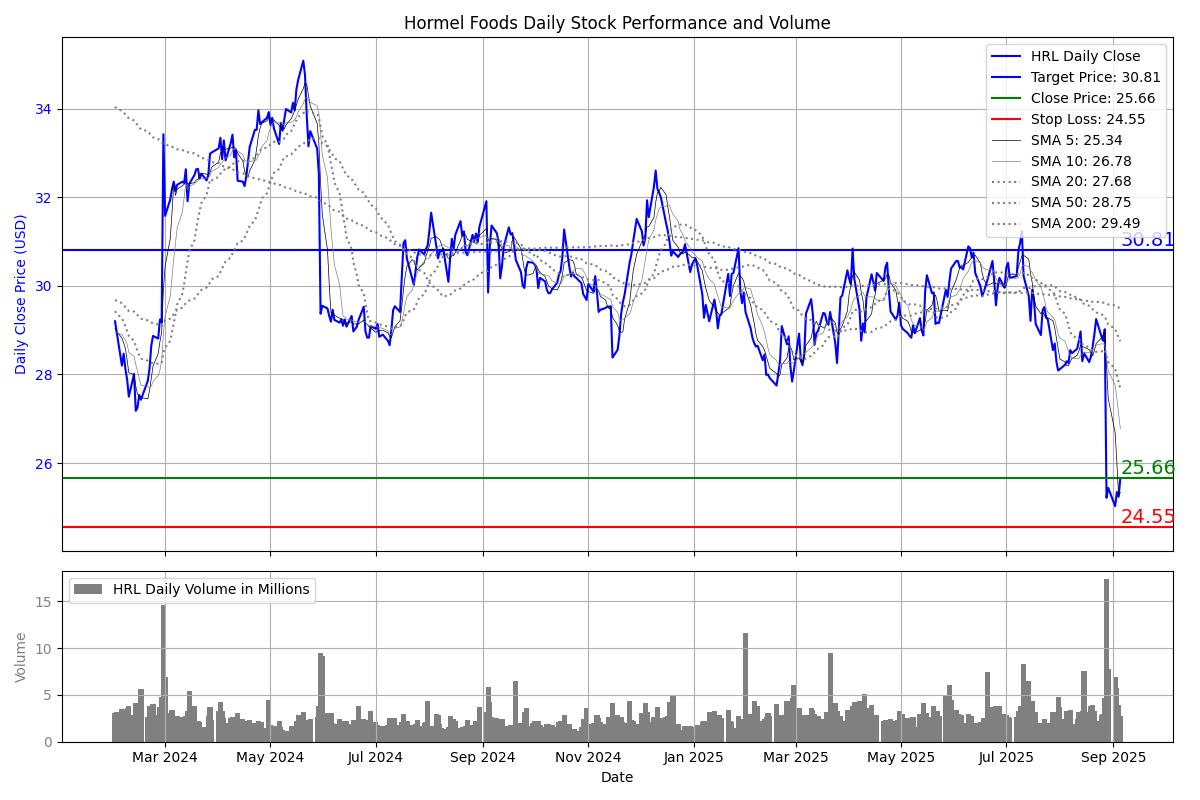 Hormel Foods Daily Stock Performance and Volume
Daily Close Price (USD)
34
32
30
28
26
HRL Daily Close
Target Price: 30.81
Close Price: 25.66
Stop Loss: 24.55
SMA 5: 25.34
SMA 10: 26.78
SMA 20: 27.68
SMA 50: 28.75
SMA 200: 29.49
30.81
25.66
24.55
HRL Daily Volume in Millions
Volume
15
10
5
0
Mar 2024
May 2024
Jul 2024
Sep 2024
Nov 2024
Jan 2025
Mar 2025
May 2025
Jul 2025
Sep 2025
Date